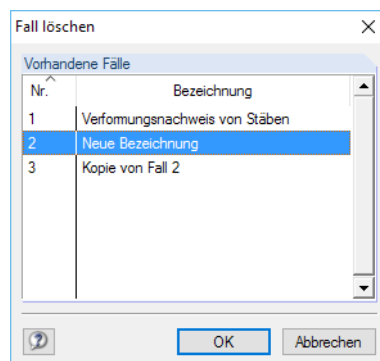 Fall löschen
Vorhandene Fälle
Nr. Bezeichnung
1 Verformungsnachweis von Stäben
2 Neue Bezeichnung
3 Kopie von Fall 2
OK Abbrechen